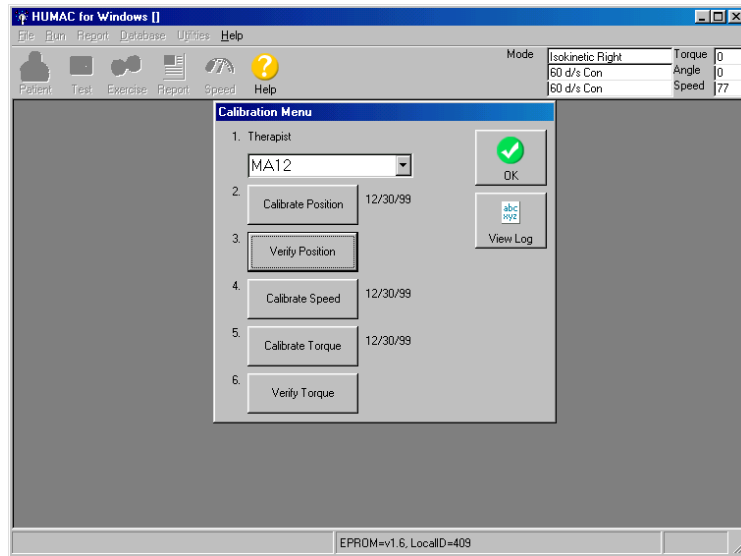 HUMAC for Windows []
File Run Report Database Utilities Help
Patient Test Exercise Report Speed Help
Mode Isokinetic Right Torque 0
60 d/s Con Angle 0
60 d/s Con Speed 77
Calibration Menu
1. Therapist
MA12
OK
2. Calibrate Position 12/30/99
abc
xyz
View Log
3. Verify Position
4. Calibrate Speed 12/30/99
5. Calibrate Torque 12/30/99
6. Verify Torque
EPROM=v1.6, LocalID=409